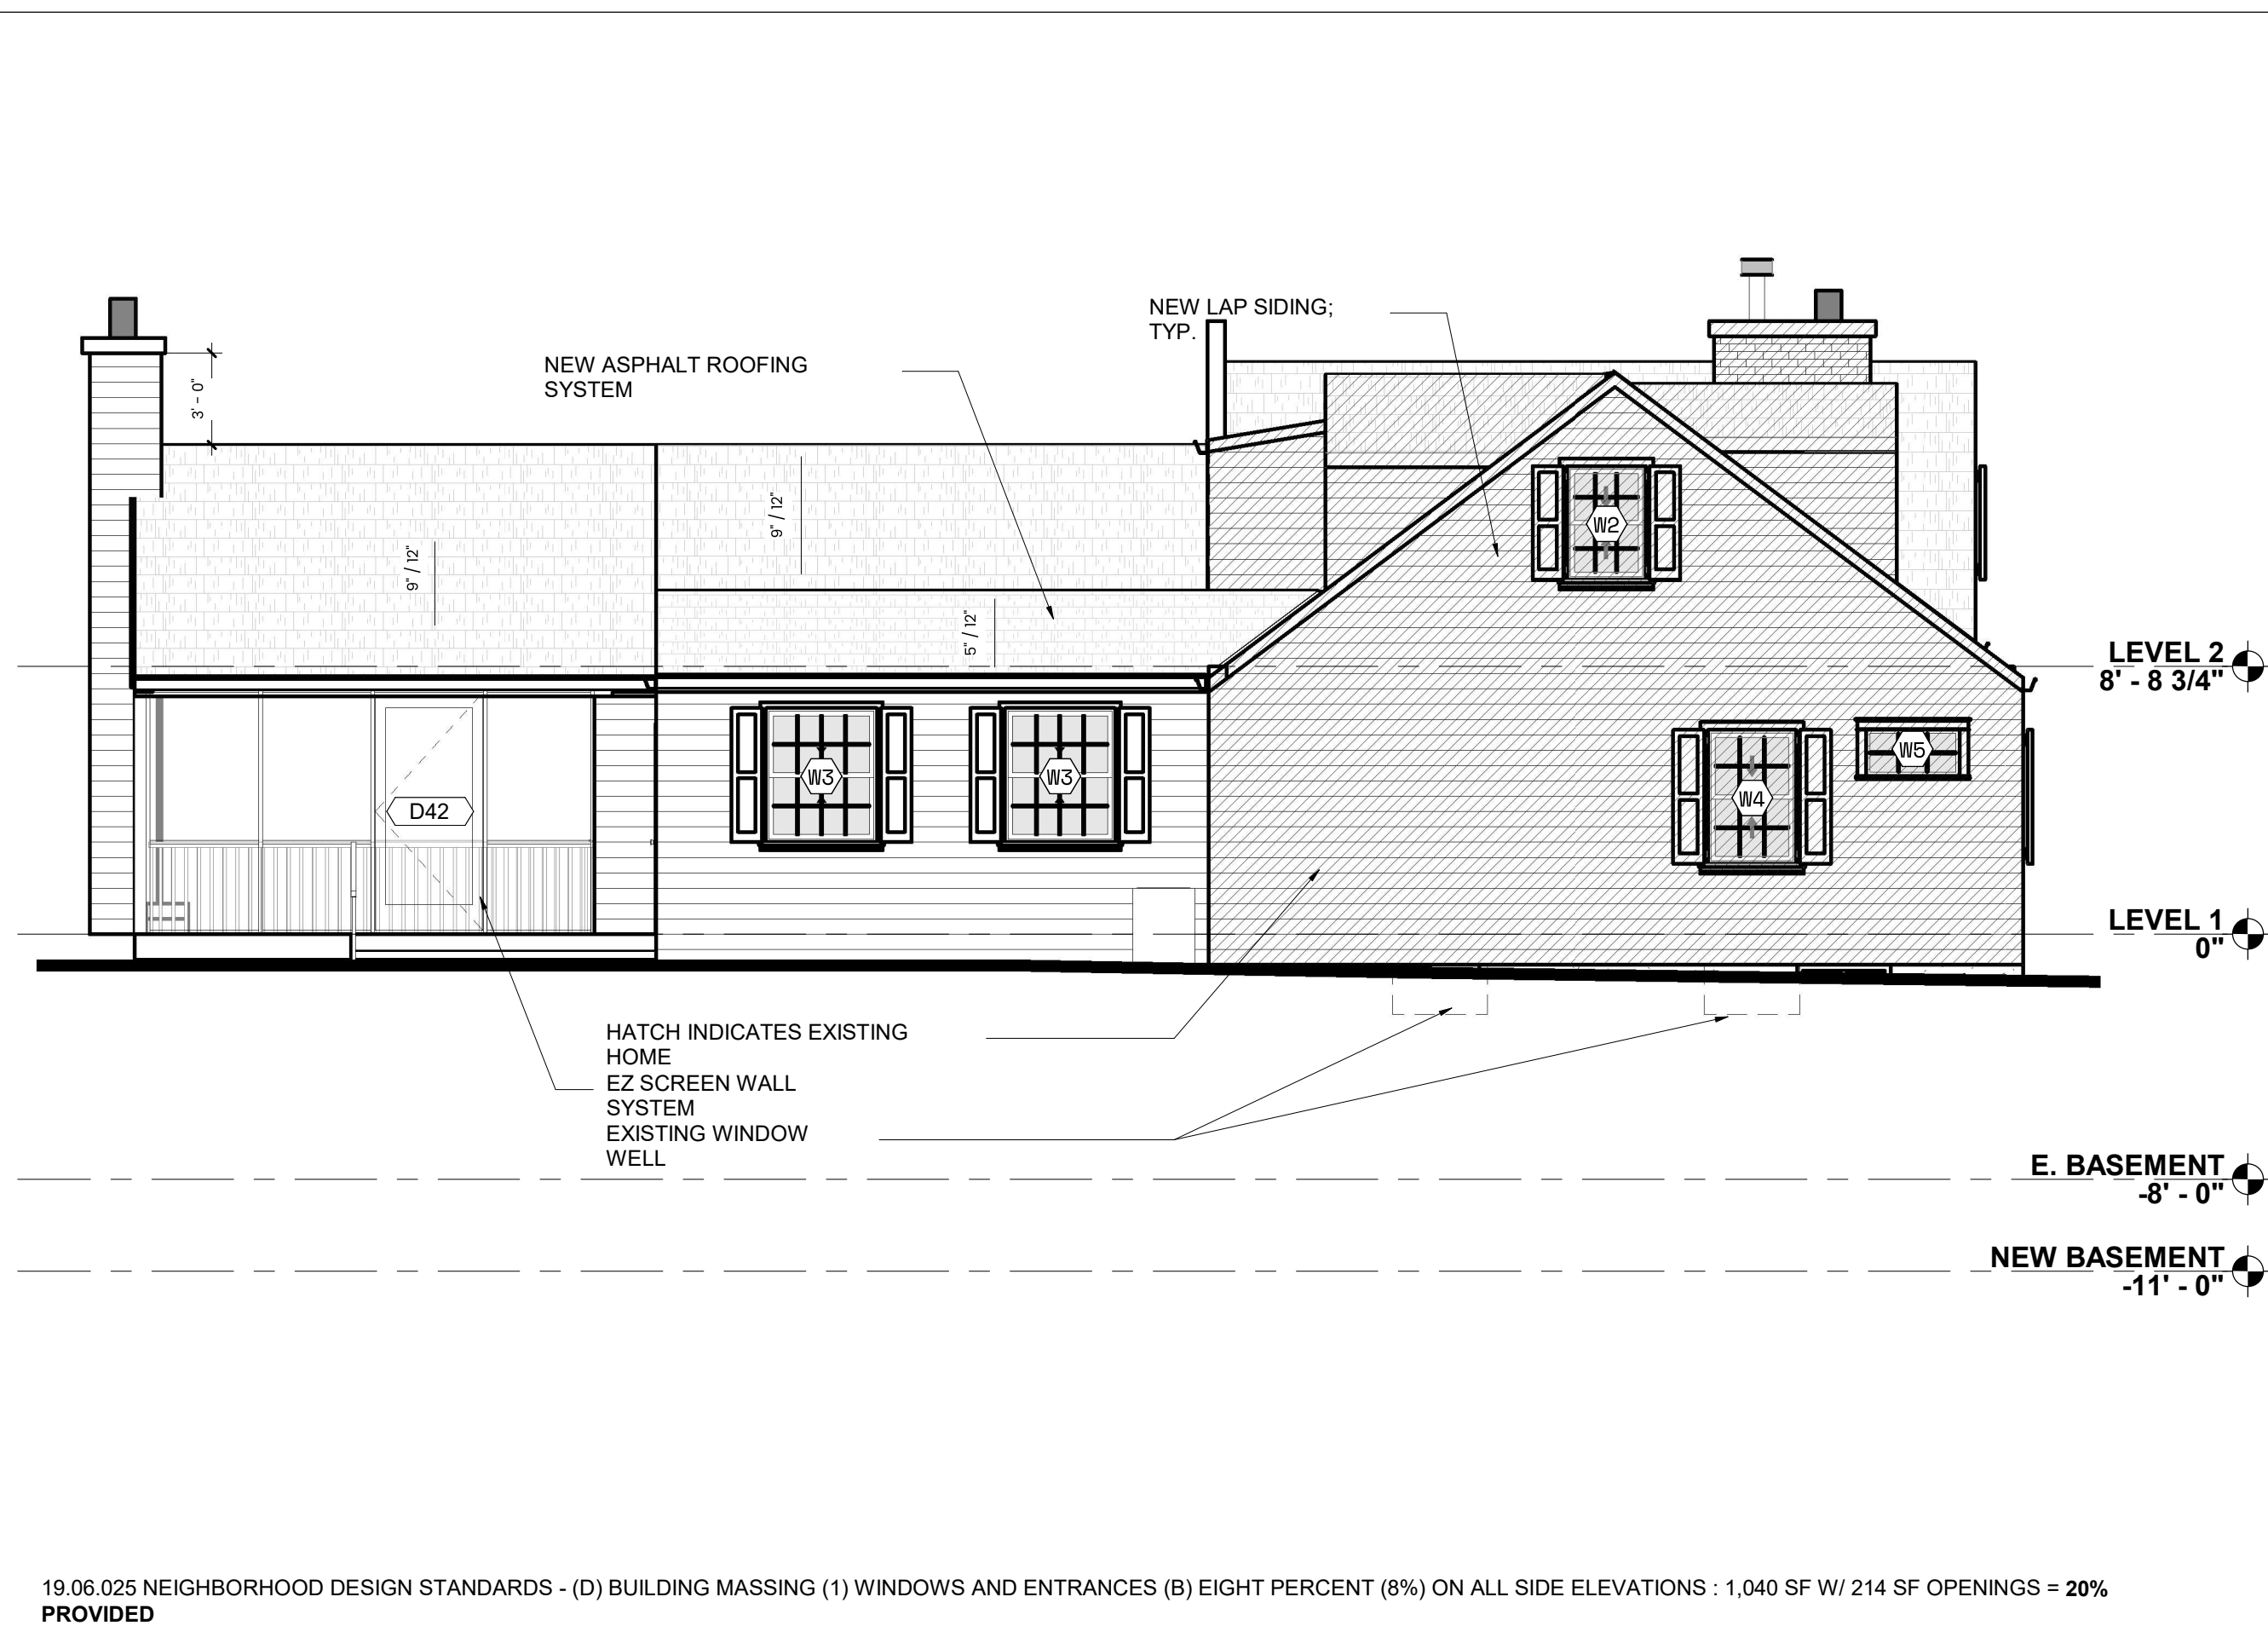 NEW LAP SIDING;
TYP.
NEW ASPHALT ROOFING
SYSTEM
3' - 0"
9" / 12"
9" / 12"
5" / 12"
W2
LEVEL 2
8' - 8 3/4"
W3
W3
W4
W5
D42
LEVEL 1
0"
HATCH INDICATES EXISTING
HOME
EZ SCREEN WALL
SYSTEM
EXISTING WINDOW
WELL
E. BASEMENT
-8' - 0"
NEW BASEMENT
-11' - 0"
19.06.025 NEIGHBORHOOD DESIGN STANDARDS - (D) BUILDING MASSING (1) WINDOWS AND ENTRANCES (B) EIGHT PERCENT (8%) ON ALL SIDE ELEVATIONS : 1,040 SF W/ 214 SF OPENINGS = 20%
PROVIDED